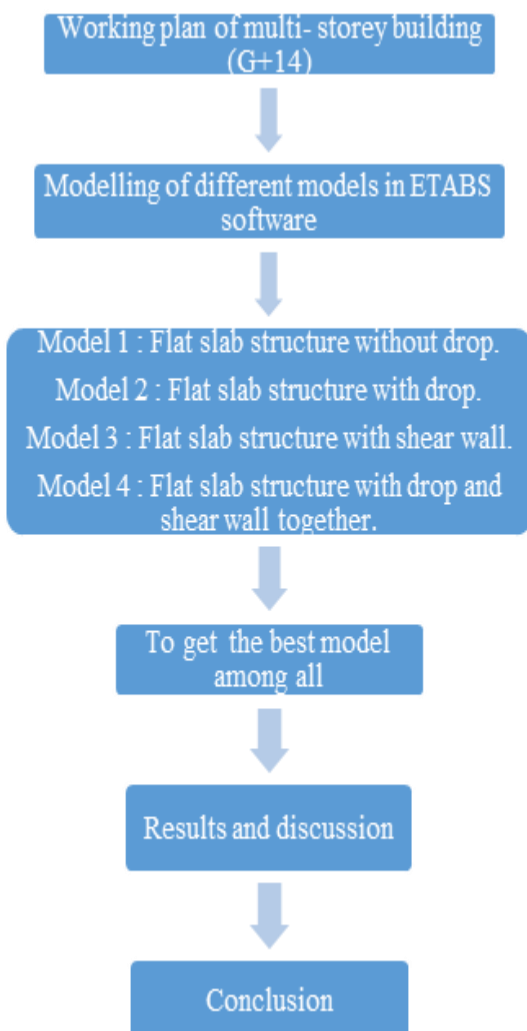 Working plan of multi- storey building
(G+14)
Modelling of different models in ETABS
software
Model 1 : Flat slab structure without drop.
Model 2 : Flat slab structure with drop.
Model 3 : Flat slab structure with shear wall.
Model 4 : Flat slab structure with drop and
shear wall together.
To get the best model
among all
Results and discussion
Conclusion